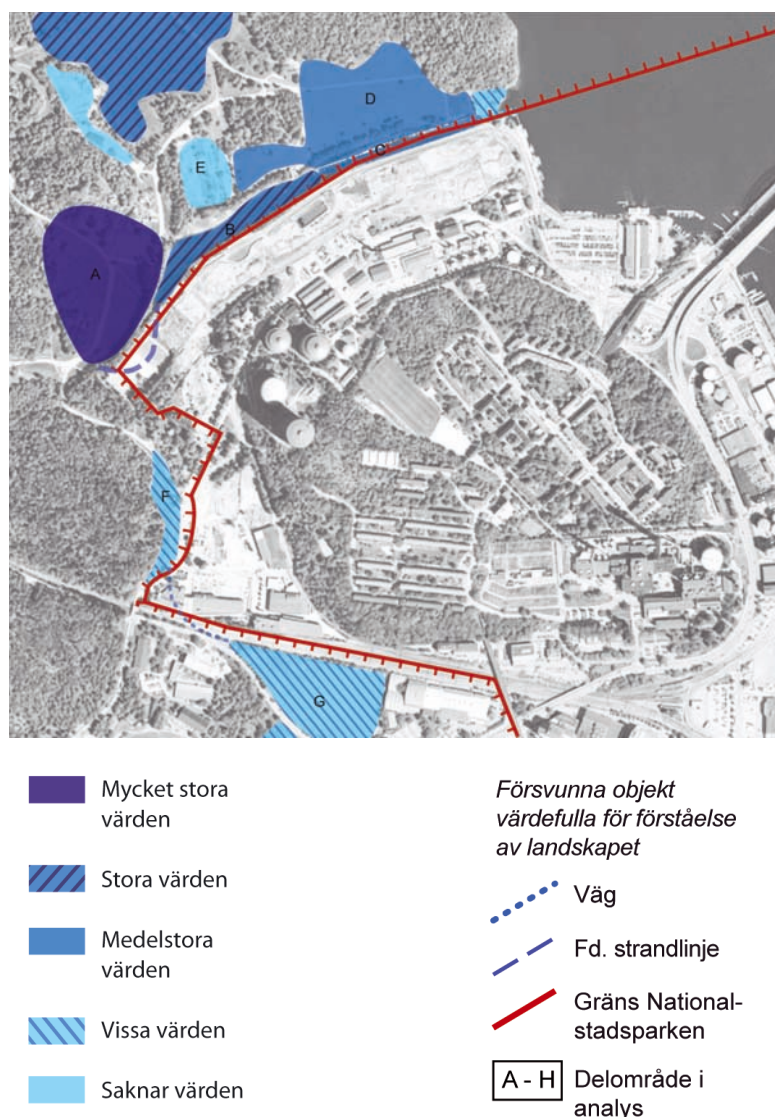 D
C
E
B
A
F
G
Mycket stora
värden
Stora värden
Medelstora
värden
Vissa värden
Saknar värden
Försvunna objekt
värdefulla för förståelse
av landskapet
Väg
Fd. strandlinje
Gräns National-
stadsparken
A - H
Delområde i
analys